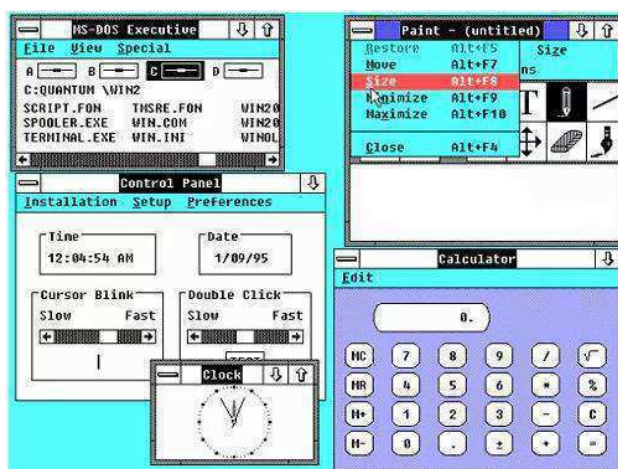 MS-DOS Executive
File View Special
A B C D
C:QUANTUM \WIN2
SCRIPT.FON TMSRE.FON WIN20
SPOOLER.EXE WIN.COM WIN20
TERMINAL.EXE WIN.INI WINOL
Paint - (untitled)
Restore Alt+F5
Move Alt+F7
Size Alt+F8
Minimize Alt+F9
Maximize Alt+F10
Close Alt+F4
Size
ns
T
Control Panel
Installation Setup Preferences
Time Date
12:04:54 AM 1/09/95
Cursor Blink Double Click
Slow Fast Slow Fast
Clock
Calculator
Edit
0.
MC 7 8 9 / √
MR 4 5 6 * %
M+ 1 2 3 - C
M- 0 . ± + =